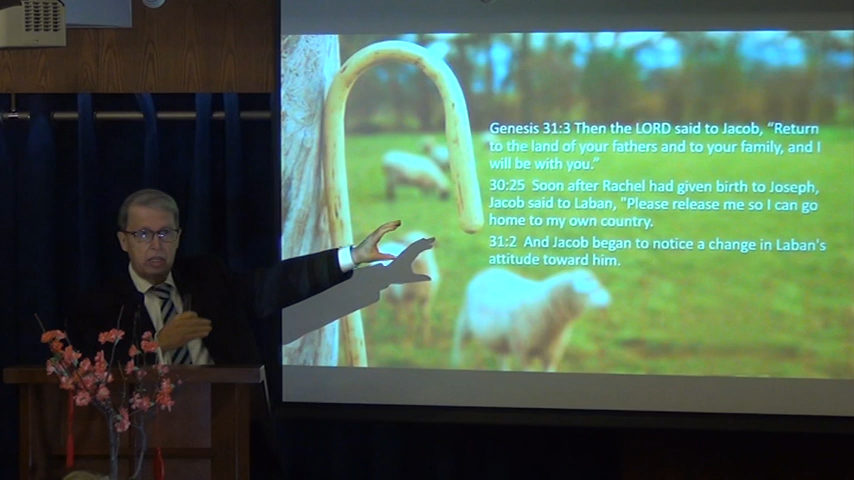 Genesis 31:3 Then the LORD said to Jacob, “Return
to the land of your fathers and to your family, and I
will be with you.”
30:25  Soon after Rachel had given birth to Joseph,
Jacob said to Laban, "Please release me so I can go
home to my own country.
31:2  And Jacob began to notice a change in Laban's
attitude toward him.